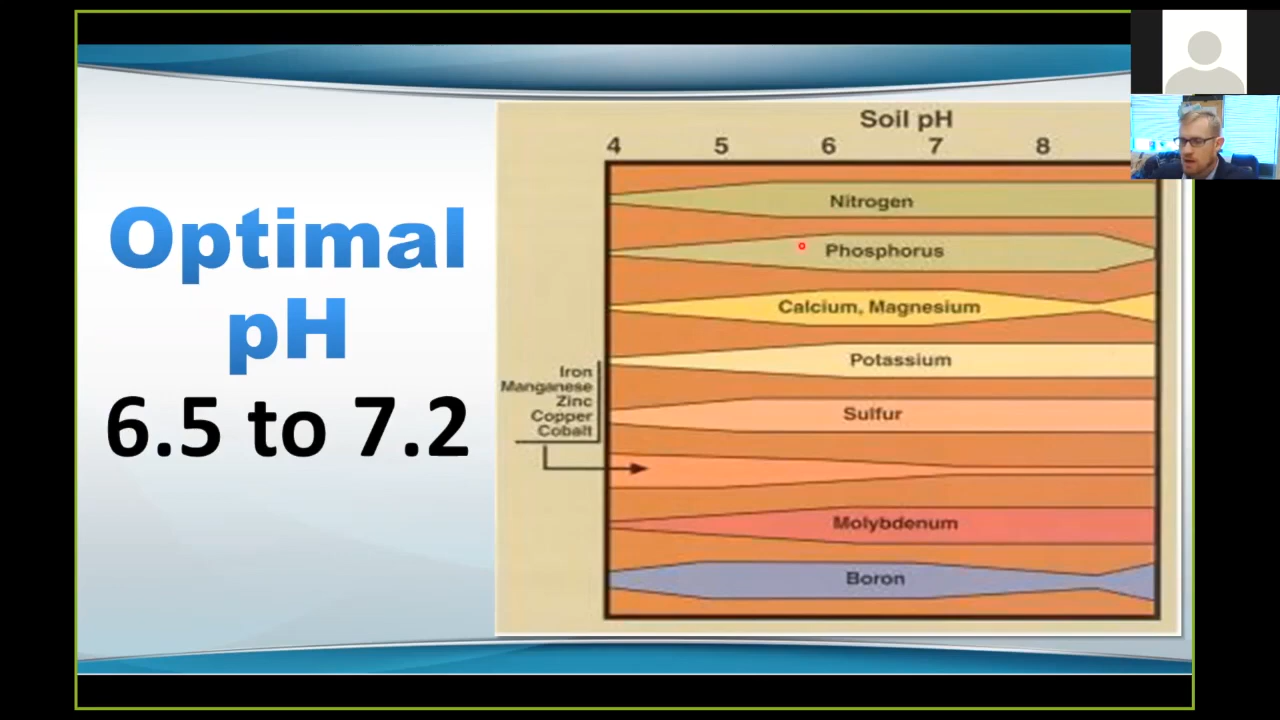 Optimal
pH
6.5 to 7.2
Soil pH
4 5 6 7 8
Nitrogen
Phosphorus
Calcium, Magnesium
Potassium
Iron
Manganese
Zinc
Copper
Cobalt
Sulfur
Molybdenum
Boron